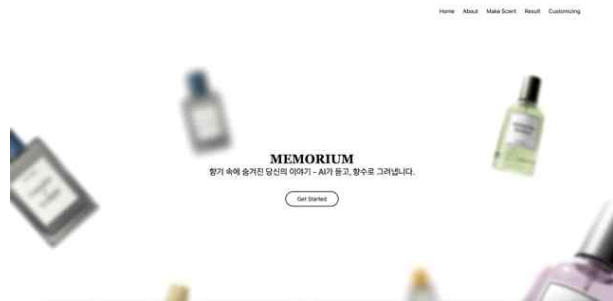 Home About Make Scent Result Customizing
MEMORIUM
향기 속에 숨겨진 당신의 이야기 - AI가 듣고, 향수로 그려냅니다.
Get Started